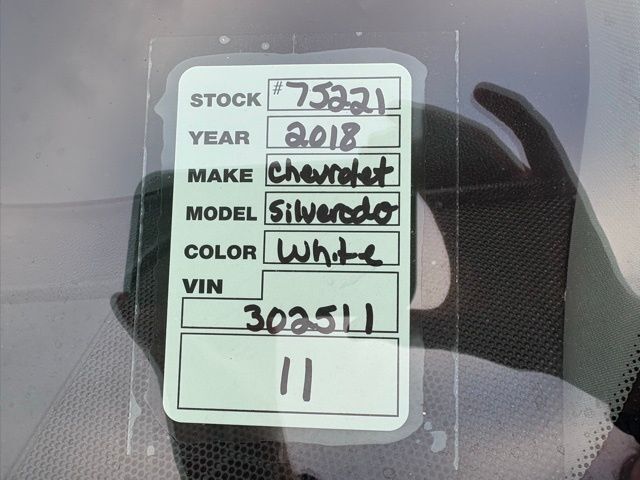 STOCK #75221
YEAR 2018
MAKE Chevrolet
MODEL Silverado
COLOR White
VIN
302511
11